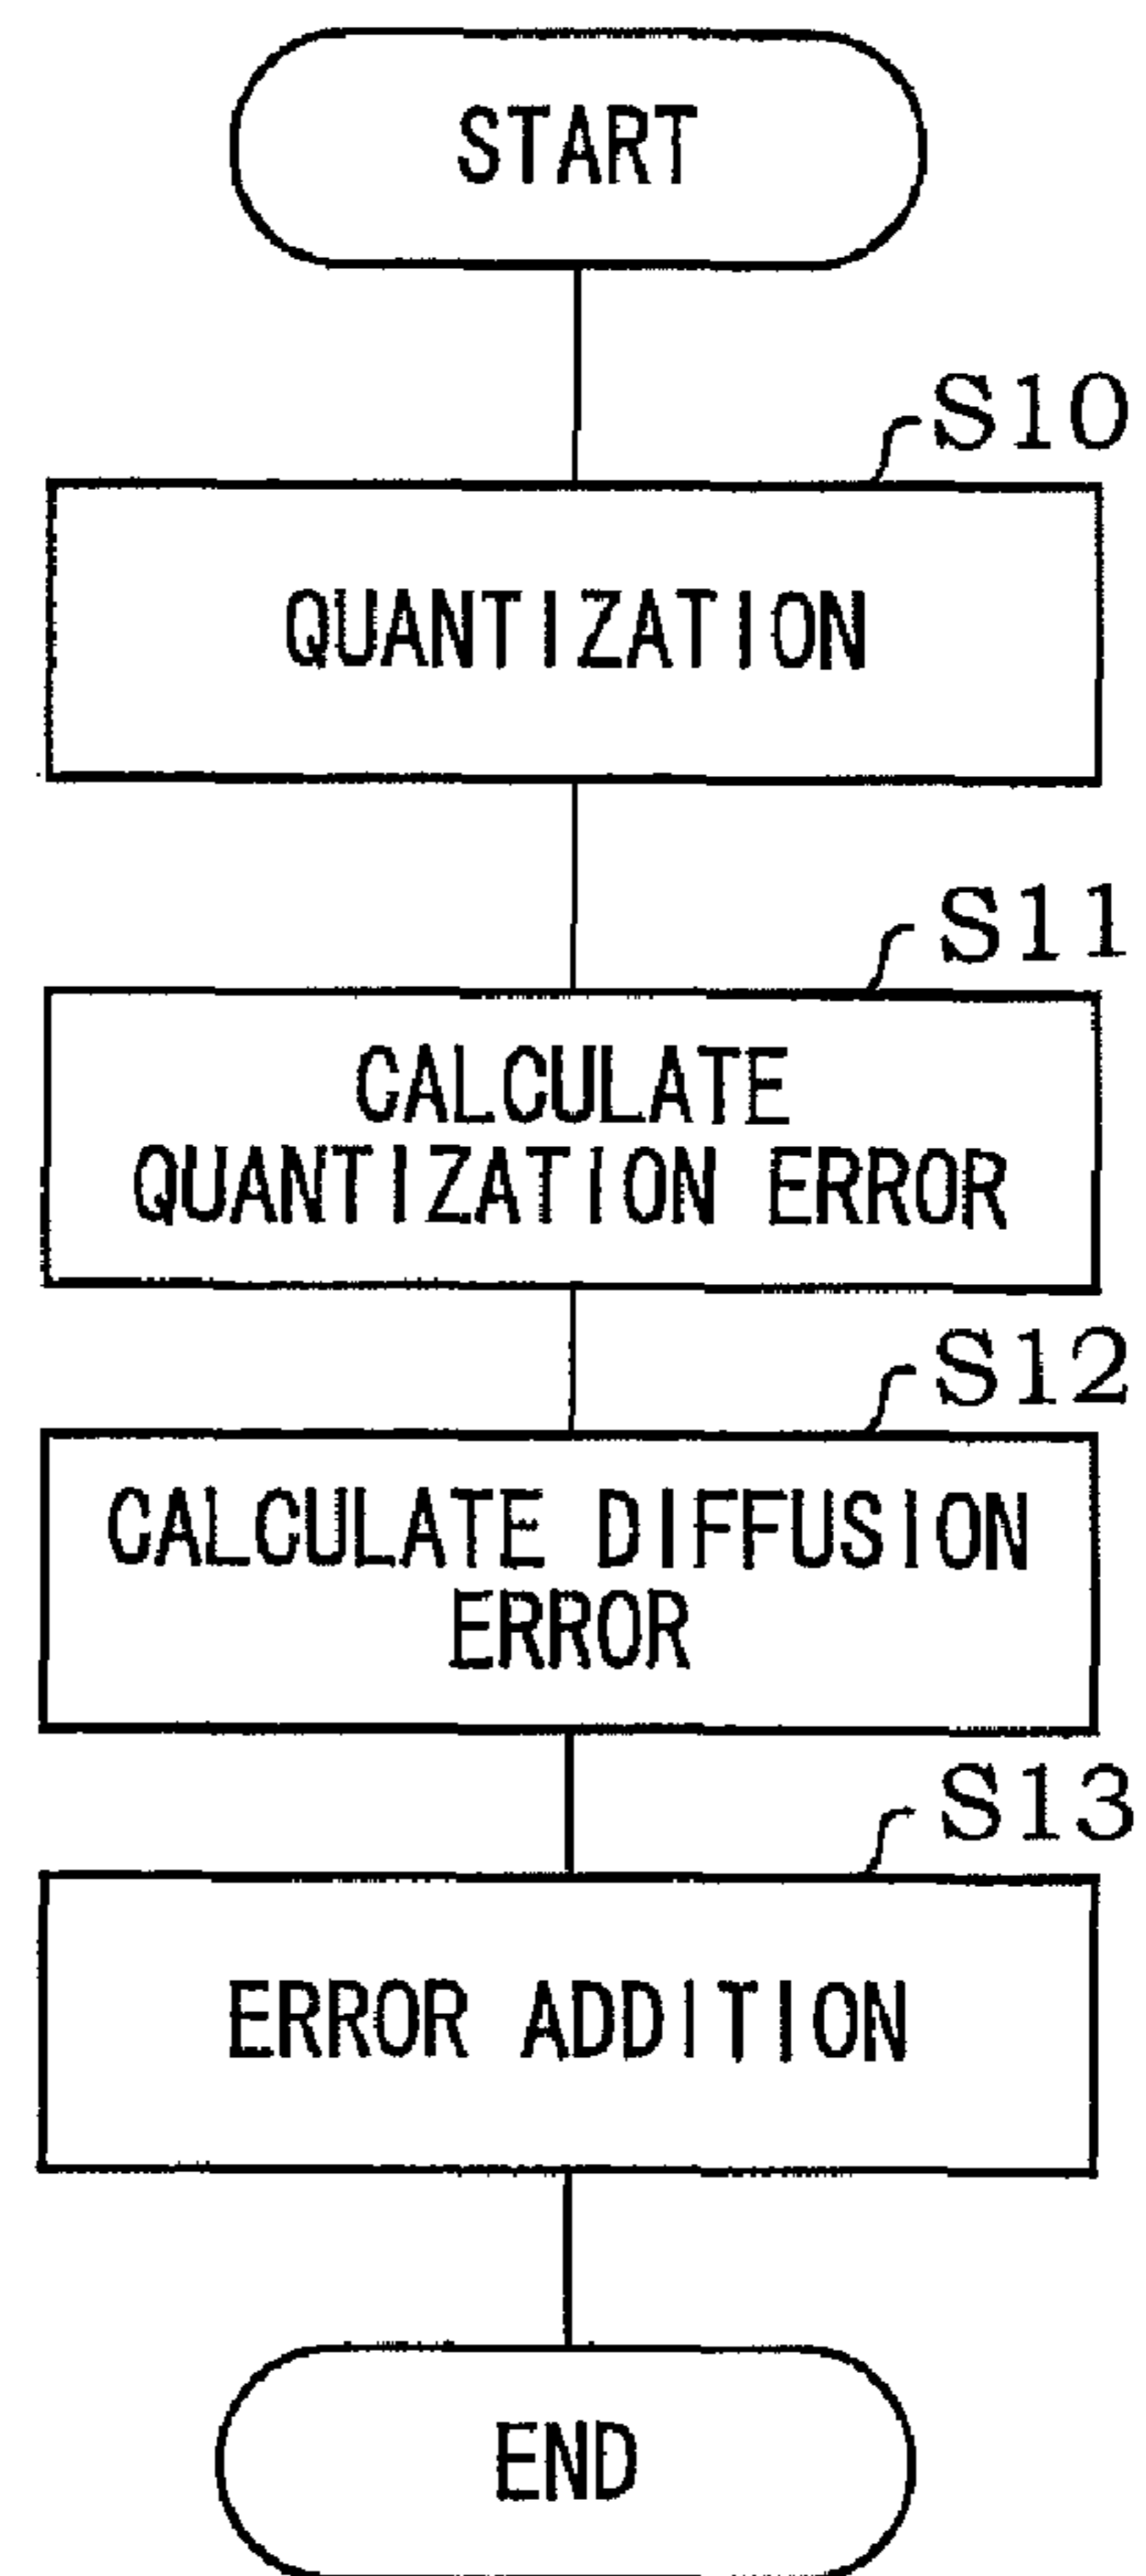 START
S10
QUANTIZATION
S11
CALCULATE
QUANTIZATION ERROR
S12
CALCULATE DIFFUSION
ERROR
S13
ERROR ADDITION
END